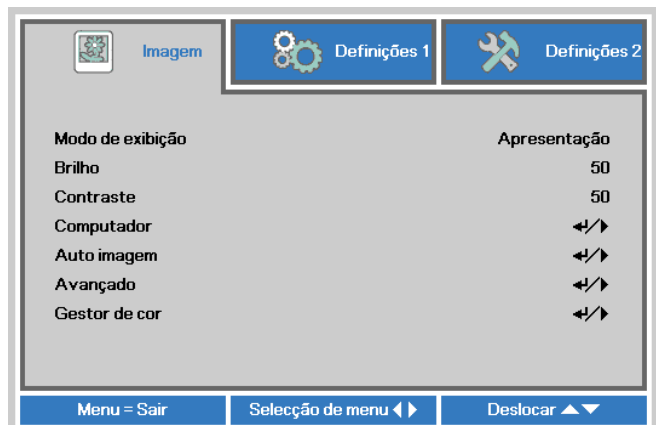 Imagem Definições 1 Definições 2
Modo de exibição Apresentação
Brilho 50
Contraste 50
Computador ↵/▶
Auto imagem ↵/▶
Avançado ↵/▶
Gestor de cor ↵/▶
Menu = Sair Selecção de menu ◀▶ Deslocar ▲▼